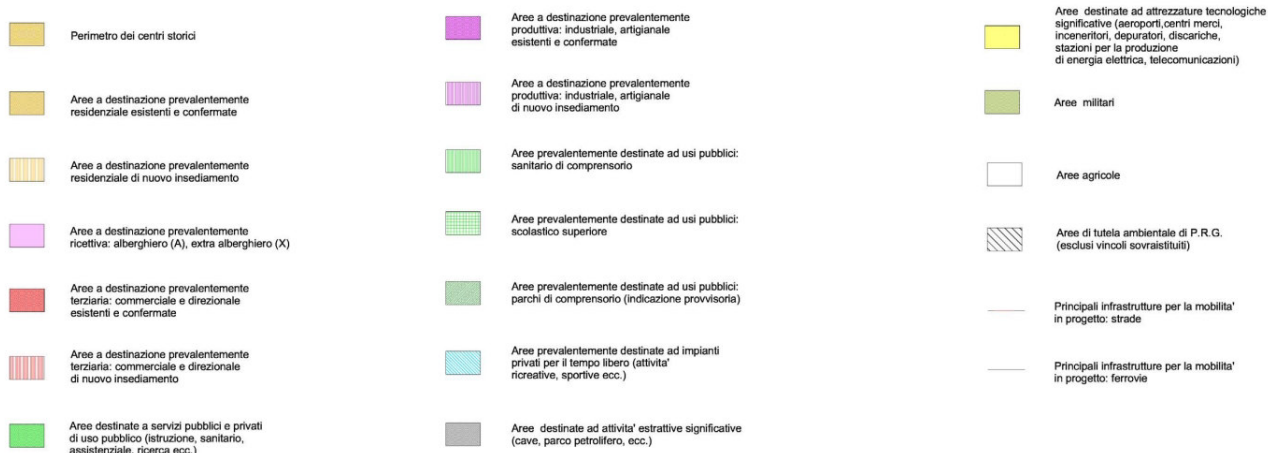 Perimetro dei centri storici
Aree a destinazione prevalentemente
residenziale esistenti e confermate
Aree a destinazione prevalentemente
residenziale di nuovo insediamento
Aree a destinazione prevalentemente
ricettiva: alberghiero (A), extra alberghiero (X)
Aree a destinazione prevalentemente
terziaria: commerciale e direzionale
esistenti e confermate
Aree a destinazione prevalentemente
terziaria: commerciale e direzionale
di nuovo insediamento
Aree destinate a servizi pubblici e privati
di uso pubblico (istruzione, sanitario,
assistenziale, ricerca ecc.)
Aree a destinazione prevalentemente
produttiva: industriale, artigianale
esistenti e confermate
Aree a destinazione prevalentemente
produttiva: industriale, artigianale
di nuovo insediamento
Aree prevalentemente destinate ad usi pubblici:
sanitario di comprensorio
Aree prevalentemente destinate ad usi pubblici:
scolastico superiore
Aree prevalentemente destinate ad usi pubblici:
parchi di comprensorio (indicazione provvisoria)
Aree prevalentemente destinate ad impianti
privati per il tempo libero (attivita'
ricreative, sportive ecc.)
Aree destinate ad attivita' estrattive significative
(cave, parco petrolifero, ecc.)
Aree destinate ad attrezzature tecnologiche
significative (aeroporti,centri merci,
inceneritori, depuratori, discariche,
stazioni per la produzione
di energia elettrica, telecomunicazioni)
Aree militari
Aree agricole
Aree di tutela ambientale di P.R.G.
(esclusi vincoli sovraistituiti)
Principali infrastrutture per la mobilita'
in progetto: strade
Principali infrastrutture per la mobilita'
in progetto: ferrovie